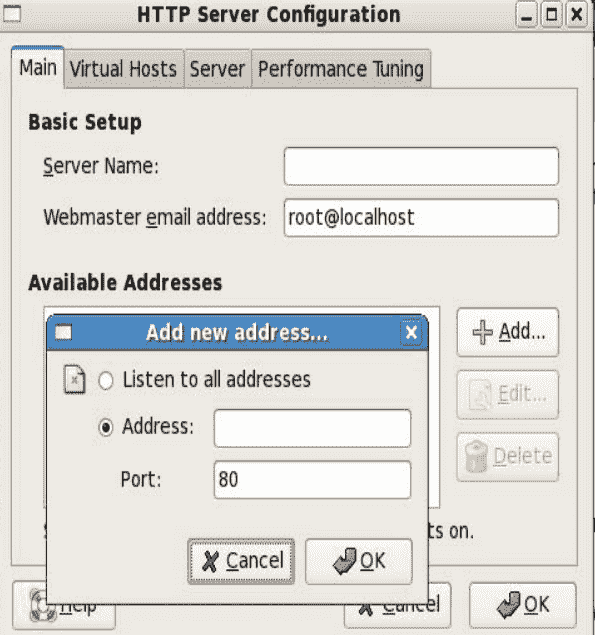 HTTP Server Configuration
Main Virtual Hosts Server Performance Tuning
Basic Setup
Server Name:
Webmaster email address: root@localhost
Available Addresses
Add new address...
Add...
Listen to all addresses
Edit...
Address:
Delete
Port: 80
ts on.
Cancel OK
Help Cancel OK